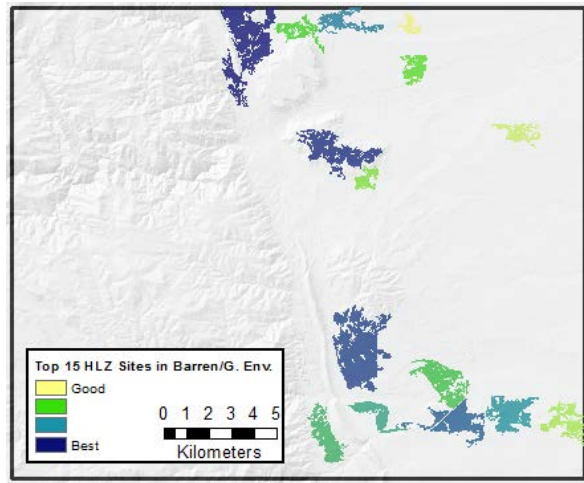 Top 15 HLZ Sites in Barren/G. Env.
Good
Best
0 1 2 3 4 5
Kilometers